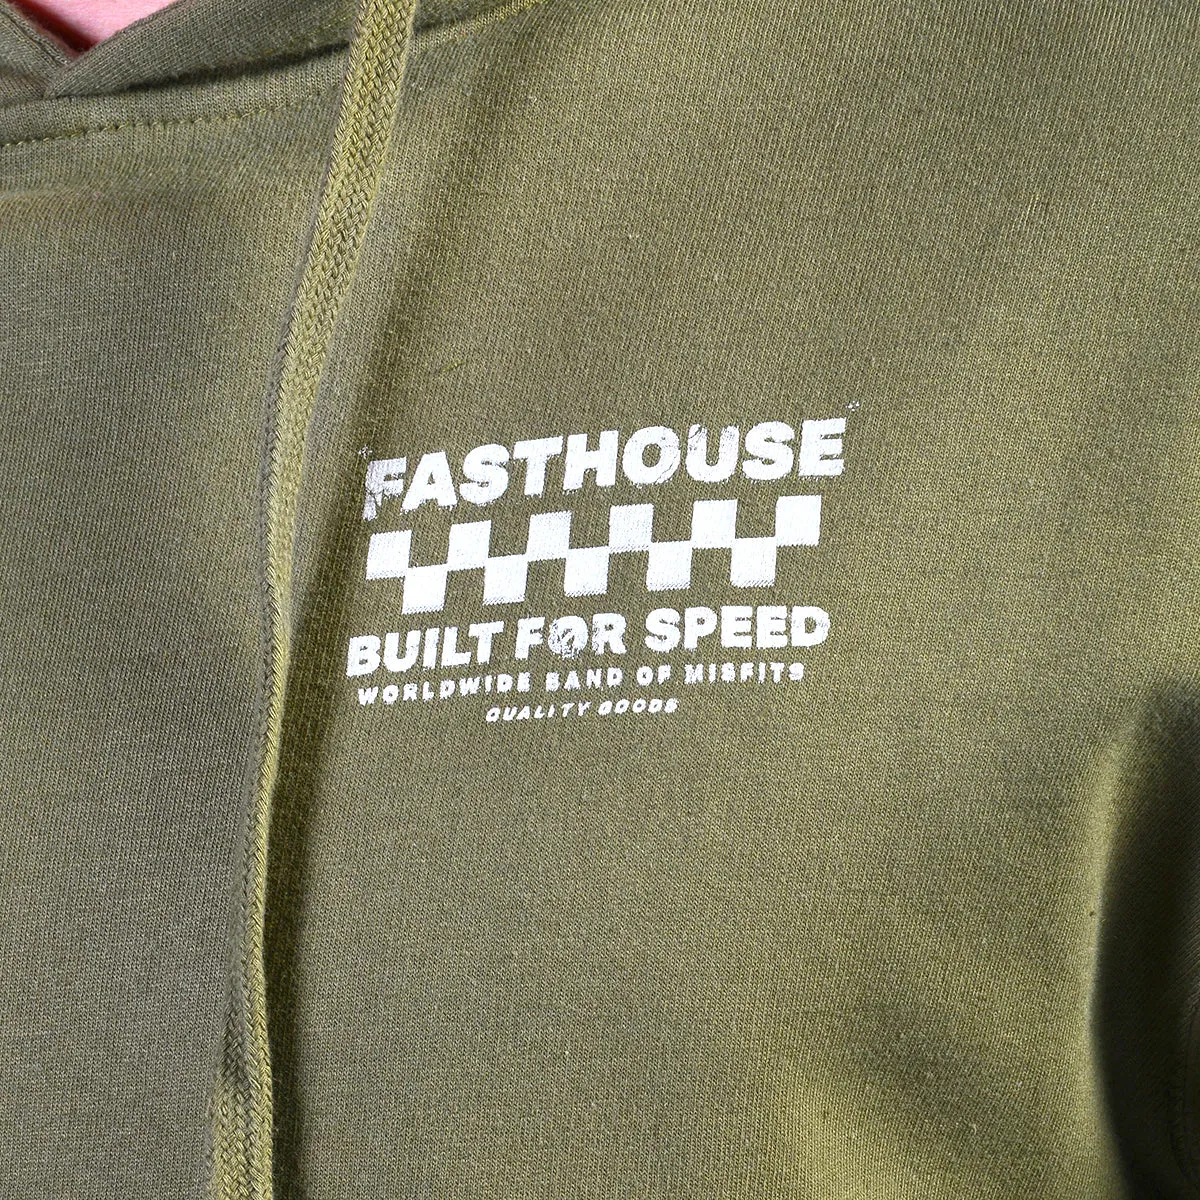 FASTHOUSE
BUILT FOR SPEED
WORLDWIDE BAND OF MISFITS
QUALITY GOODS